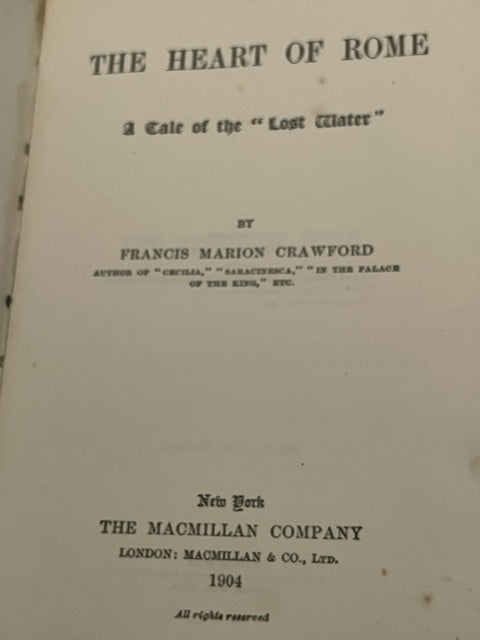 THE HEART OF ROME
A Tale of the "Lost Water"
BY
FRANCIS MARION CRAWFORD
AUTHOR OF "CECILIA," "SARACINESCA," "IN THE PALACE
OF THE KING," ETC.
New York
THE MACMILLAN COMPANY
LONDON: MACMILLAN & CO., LTD.
1904
All rights reserved